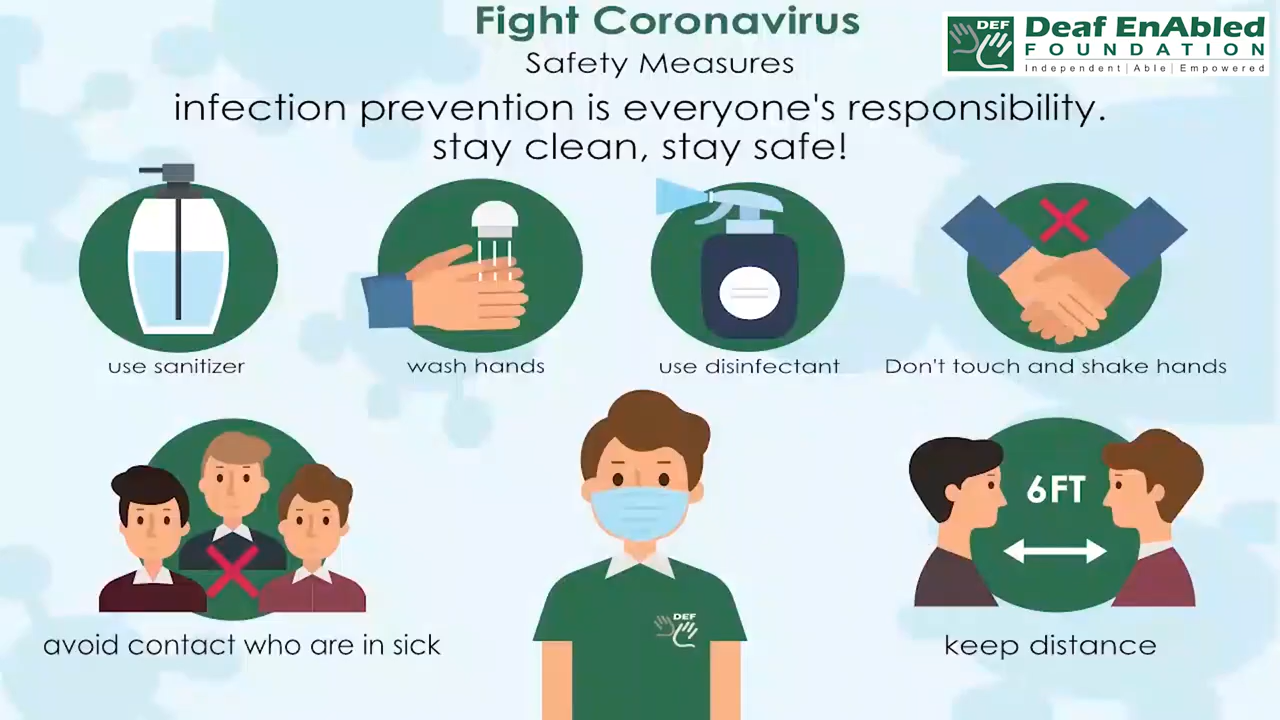 Fight Coronavirus
Safety Measures
DEF
Deaf EnAbled
FOUNDATION
Independent | Able | Empowered
infection prevention is everyone's responsibility.
stay clean, stay safe!
use sanitizer
wash hands
use disinfectant
Don't touch and shake hands
6FT
DEF
avoid contact who are in sick
keep distance